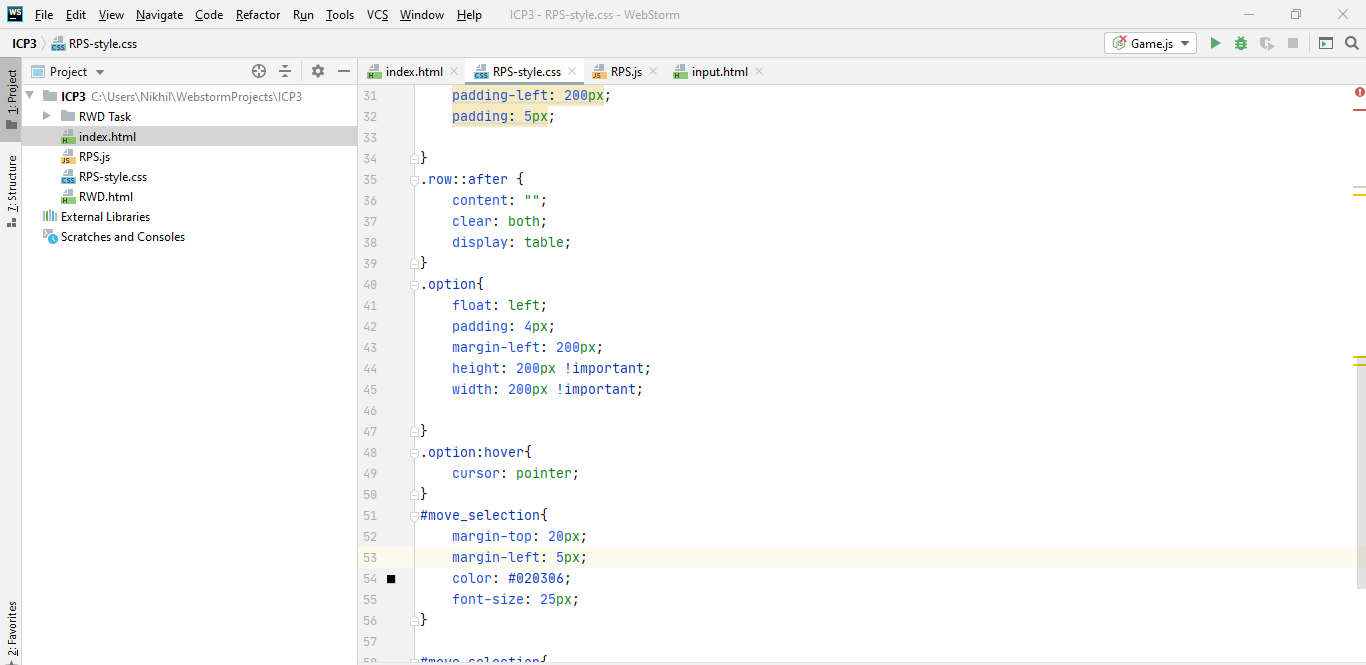 WS File Edit View Navigate Code Refactor Run Tools VCS Window Help ICP3 - RPS-style.css - WebStorm
ICP3 RPS-style.css Game.js
Project
index.html RPS-style.css RPS.js input.html
1: Project
7: Structure
2: Favorites
ICP3 C:\Users\Nikhil\WebstormProjects\ICP3
RWD Task
index.html
RPS.js
RPS-style.css
RWD.html
External Libraries
Scratches and Consoles
31 padding-left: 200px;
32 padding: 5px;
33
34 }
35 .row::after {
36 content: "";
37 clear: both;
38 display: table;
39 }
40 .option{
41 float: left;
42 padding: 4px;
43 margin-left: 200px;
44 height: 200px !important;
45 width: 200px !important;
46
47 }
48 .option:hover{
49 cursor: pointer;
50 }
51 #move_selection{
52 margin-top: 20px;
53 margin-left: 5px;
54 color: #020306;
55 font-size: 25px;
56 }
57
58 #move_selection{